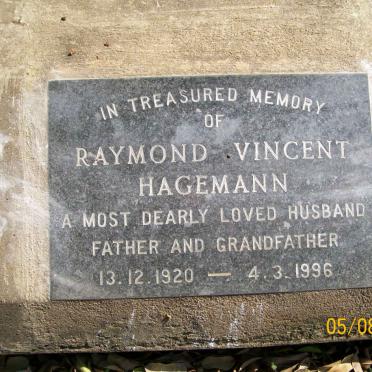 IN TREASURED MEMORY
OF
RAYMOND VINCENT
HAGEMANN
A MOST DEARLY LOVED HUSBAND
FATHER AND GRANDFATHER
13.12.1920 — 4.3.1996
05/08